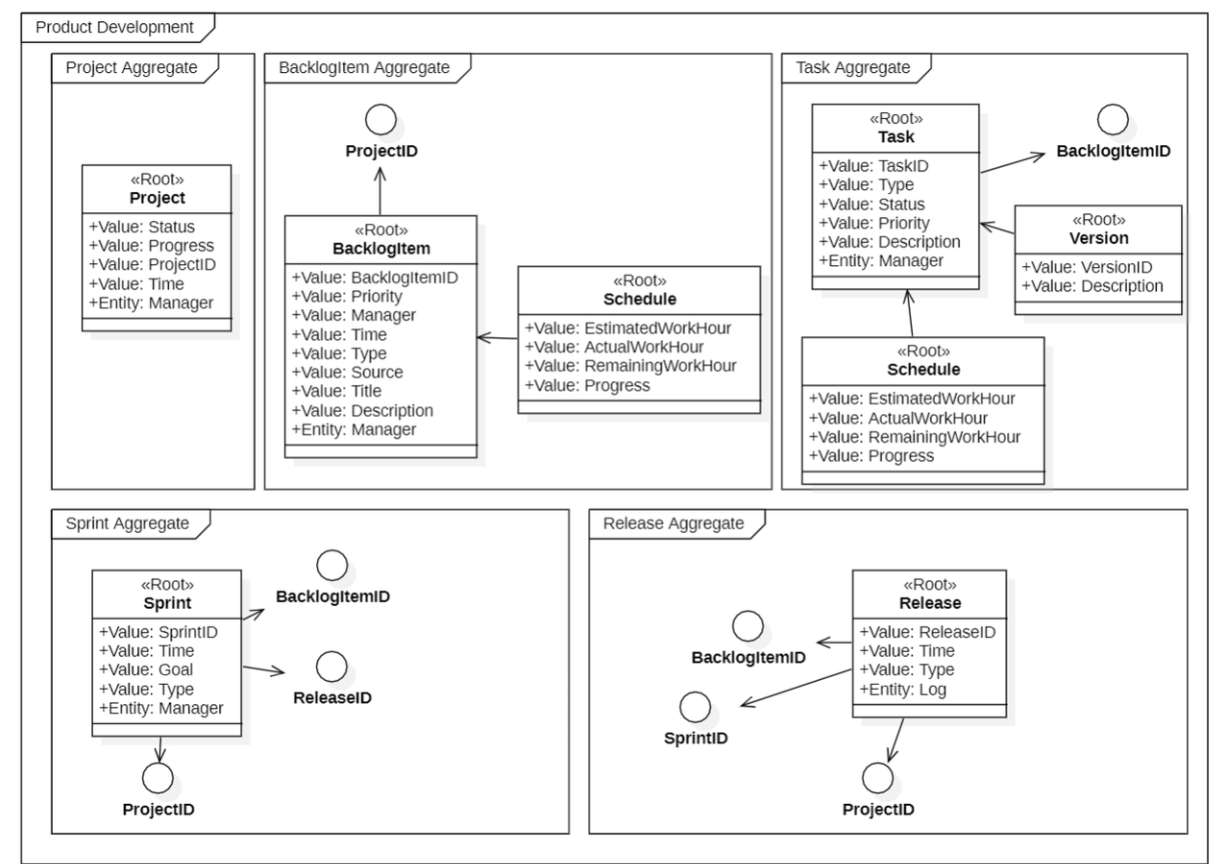 Product Development
Project Aggregate
«Root»
Project
+Value: Status
+Value: Progress
+Value: ProjectID
+Value: Time
+Entity: Manager
BacklogItem Aggregate
ProjectID
«Root»
BacklogItem
+Value: BacklogItemID
+Value: Priority
+Value: Manager
+Value: Time
+Value: Type
+Value: Source
+Value: Title
+Value: Description
+Entity: Manager
«Root»
Schedule
+Value: EstimatedWorkHour
+Value: ActualWorkHour
+Value: RemainingWorkHour
+Value: Progress
Task Aggregate
«Root»
Task
+Value: TaskID
+Value: Type
+Value: Status
+Value: Priority
+Value: Description
+Entity: Manager
BacklogItemID
«Root»
Version
+Value: VersionID
+Value: Description
«Root»
Schedule
+Value: EstimatedWorkHour
+Value: ActualWorkHour
+Value: RemainingWorkHour
+Value: Progress
Sprint Aggregate
«Root»
Sprint
+Value: SprintID
+Value: Time
+Value: Goal
+Value: Type
+Entity: Manager
BacklogItemID
ReleaseID
ProjectID
Release Aggregate
«Root»
Release
+Value: ReleaseID
+Value: Time
+Value: Type
+Entity: Log
BacklogItemID
SprintID
ProjectID